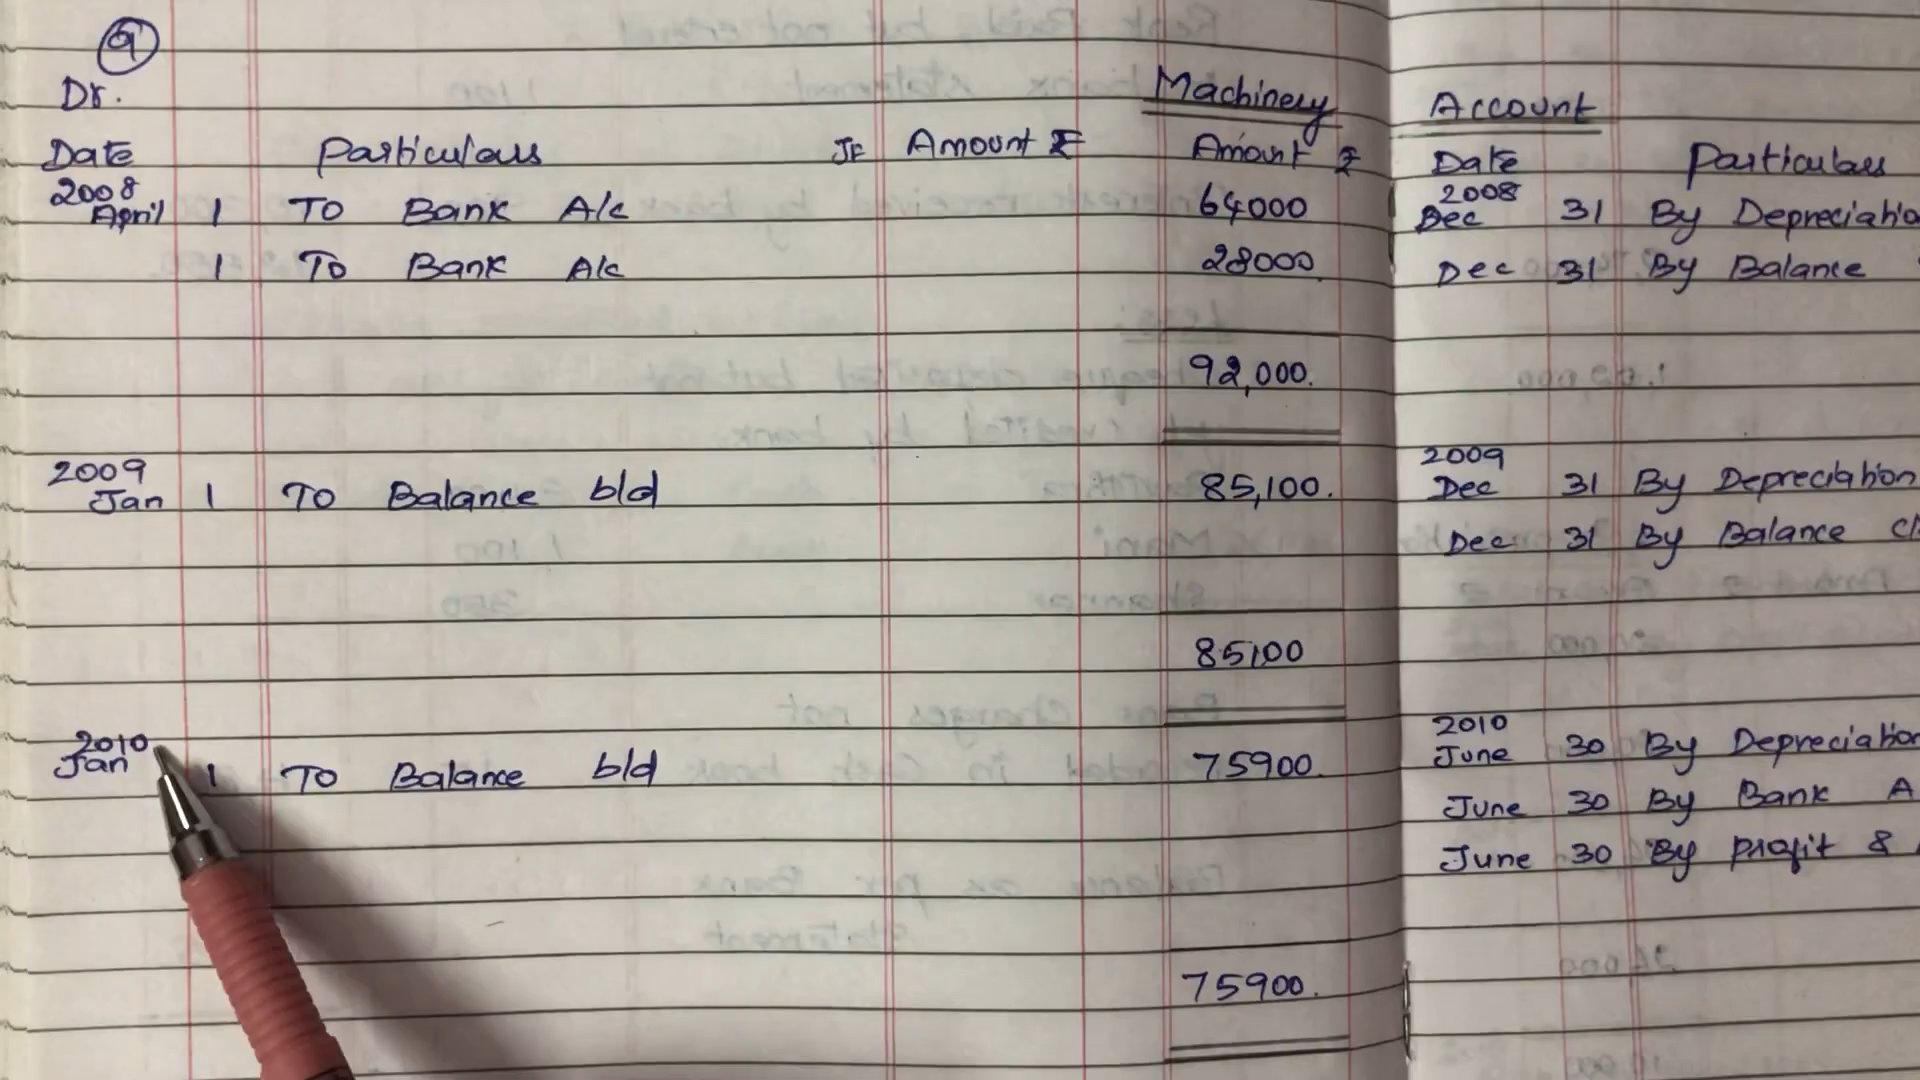 9
Dr.
Machinery Account
Date Particulars JF Amount ₹ Amount ₹ Date Particulars
2008 2008
April 1 To Bank A/c 64000 Dec 31 By Depreciatio
1 To Bank A/c 28000 Dec 31 By Balance
92,000.
2009 2009
Jan 1 To Balance b/d 85,100. Dec 31 By Depreciation
Dec 31 By Balance c/
85,100
2010 2010
Jan 1 To Balance b/d 75900. June 30 By Depreciation
June 30 By Bank A
June 30 By Profit &
75900.